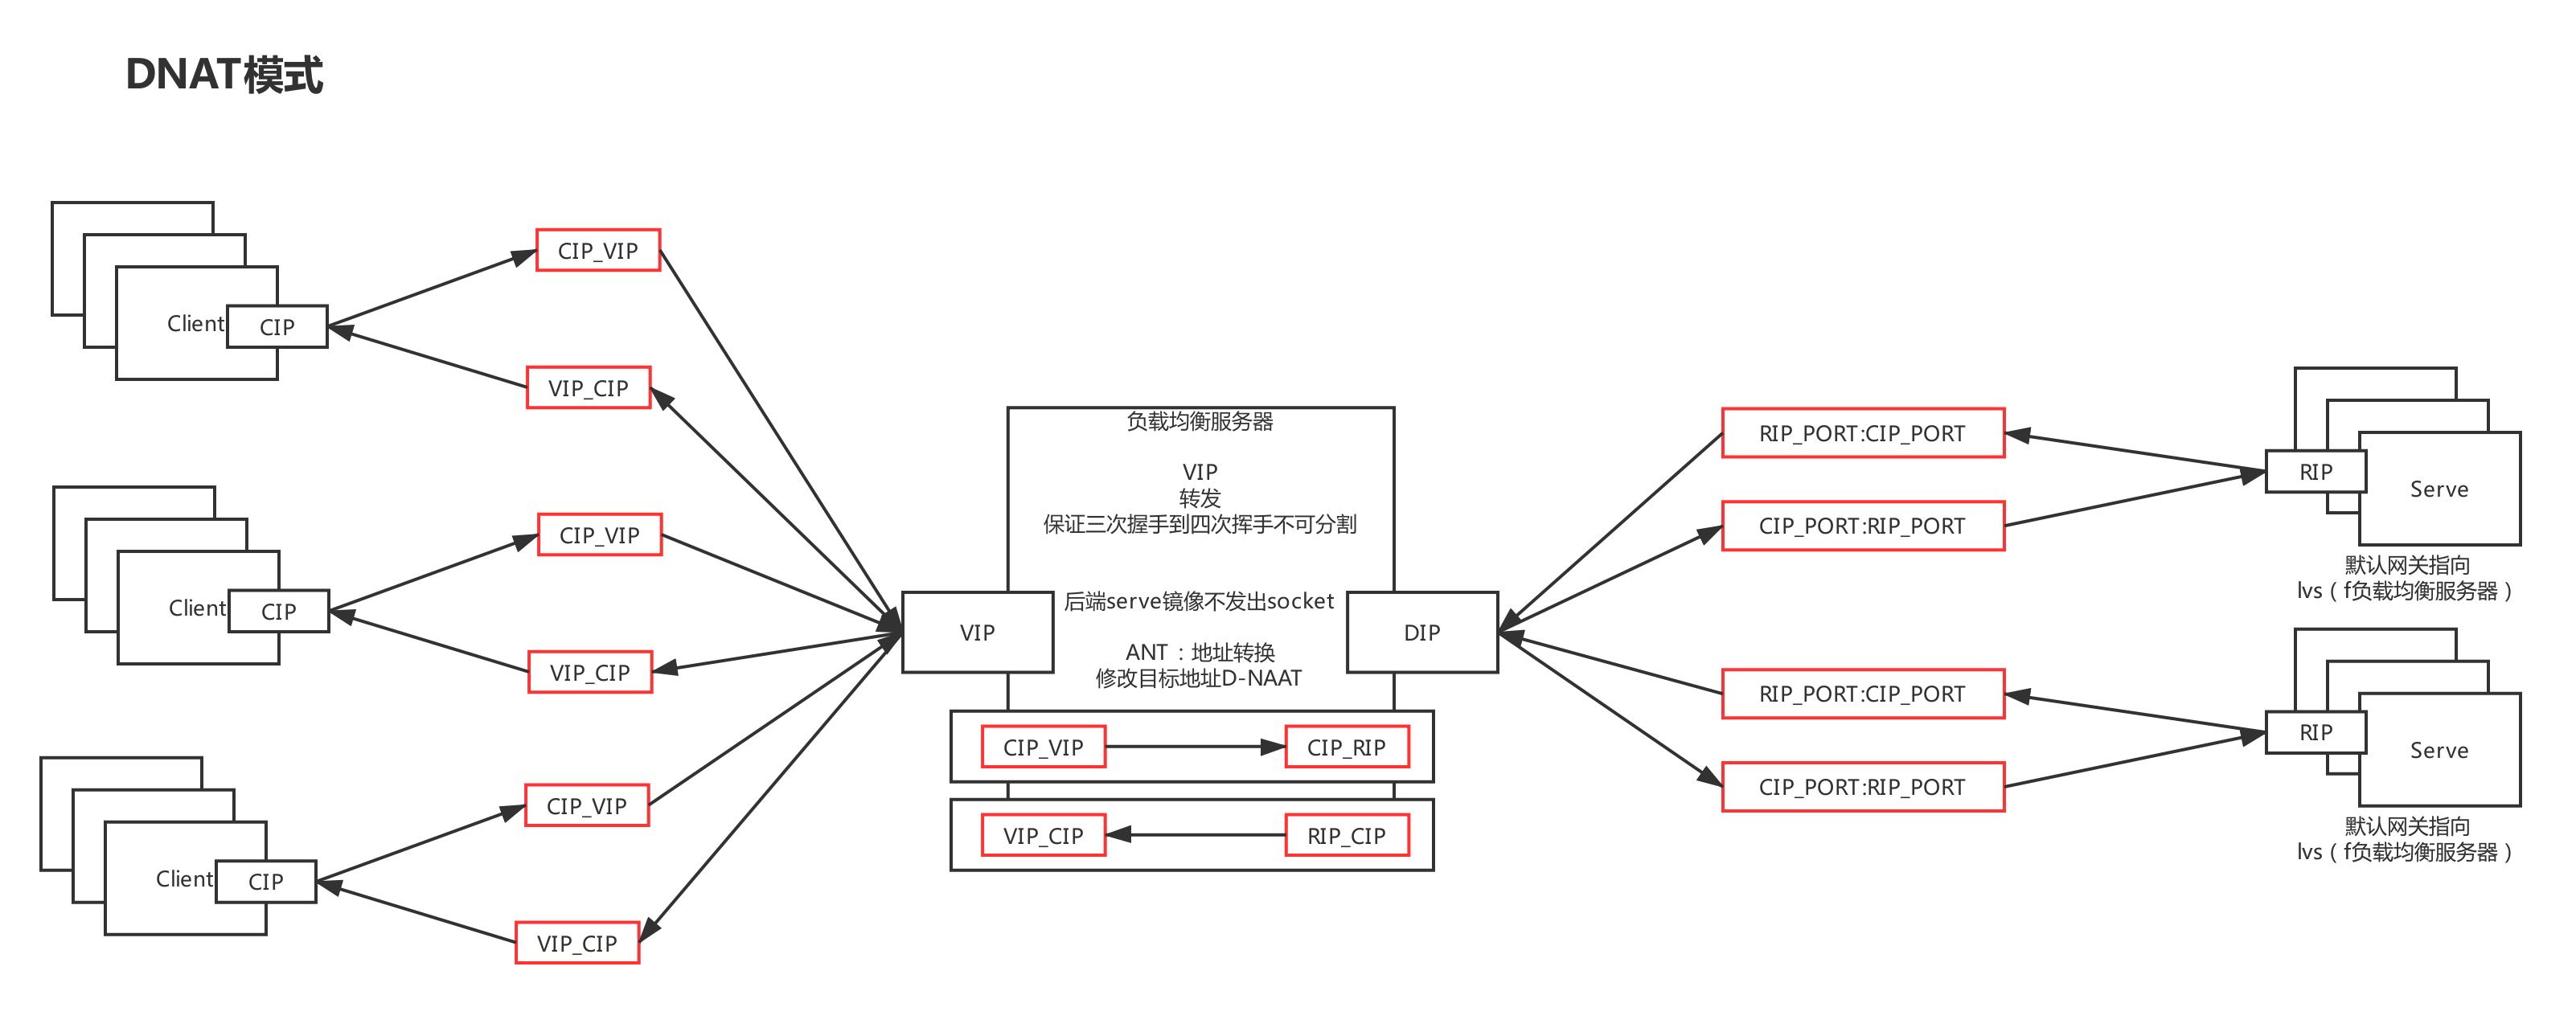 DNAT模式
Client
CIP
CIP_VIP
VIP_CIP
Client
CIP
CIP_VIP
VIP_CIP
Client
CIP
CIP_VIP
VIP_CIP
负载均衡服务器
VIP
转发
保证三次握手到四次挥手不可分割
后端serve镜像不发出socket
ANT：地址转换
修改目标地址D-NAAT
VIP
DIP
CIP_VIP
CIP_RIP
VIP_CIP
RIP_CIP
RIP_PORT:CIP_PORT
CIP_PORT:RIP_PORT
RIP
Serve
默认网关指向
lvs（f负载均衡服务器）
RIP_PORT:CIP_PORT
CIP_PORT:RIP_PORT
RIP
Serve
默认网关指向
lvs（f负载均衡服务器）